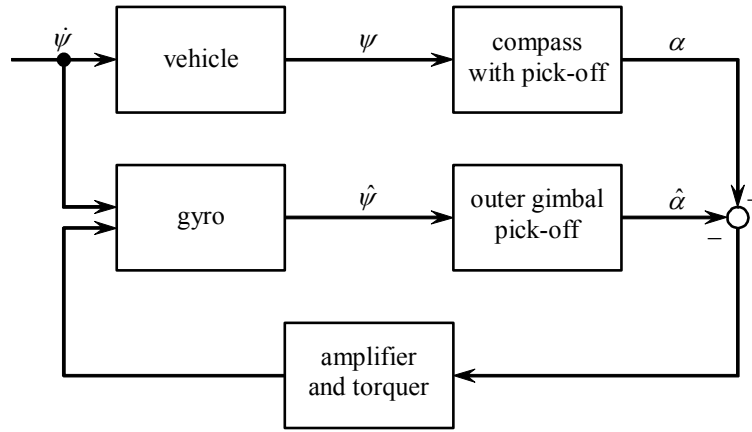 ψ̇
vehicle
ψ
compass
with pick-off
α
gyro
ψ̂
outer gimbal
pick-off
α̂
+
−
amplifier
and torquer